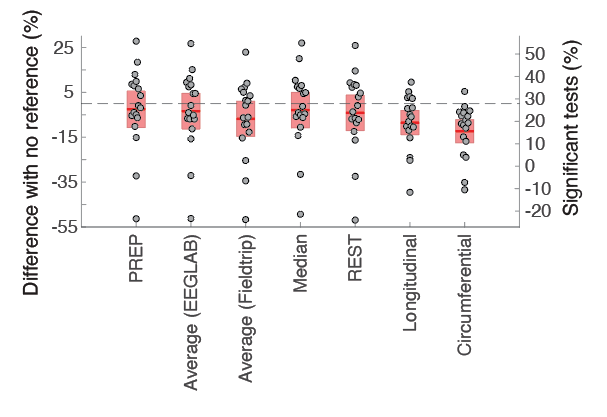 Difference with no reference (%)
25
5
-15
-35
-55
50
40
30
20
10
0
-10
-20
Significant tests (%)
PREP
Average (EEGLAB)
Average (Fieldtrip)
Median
REST
Longitudinal
Circumferential